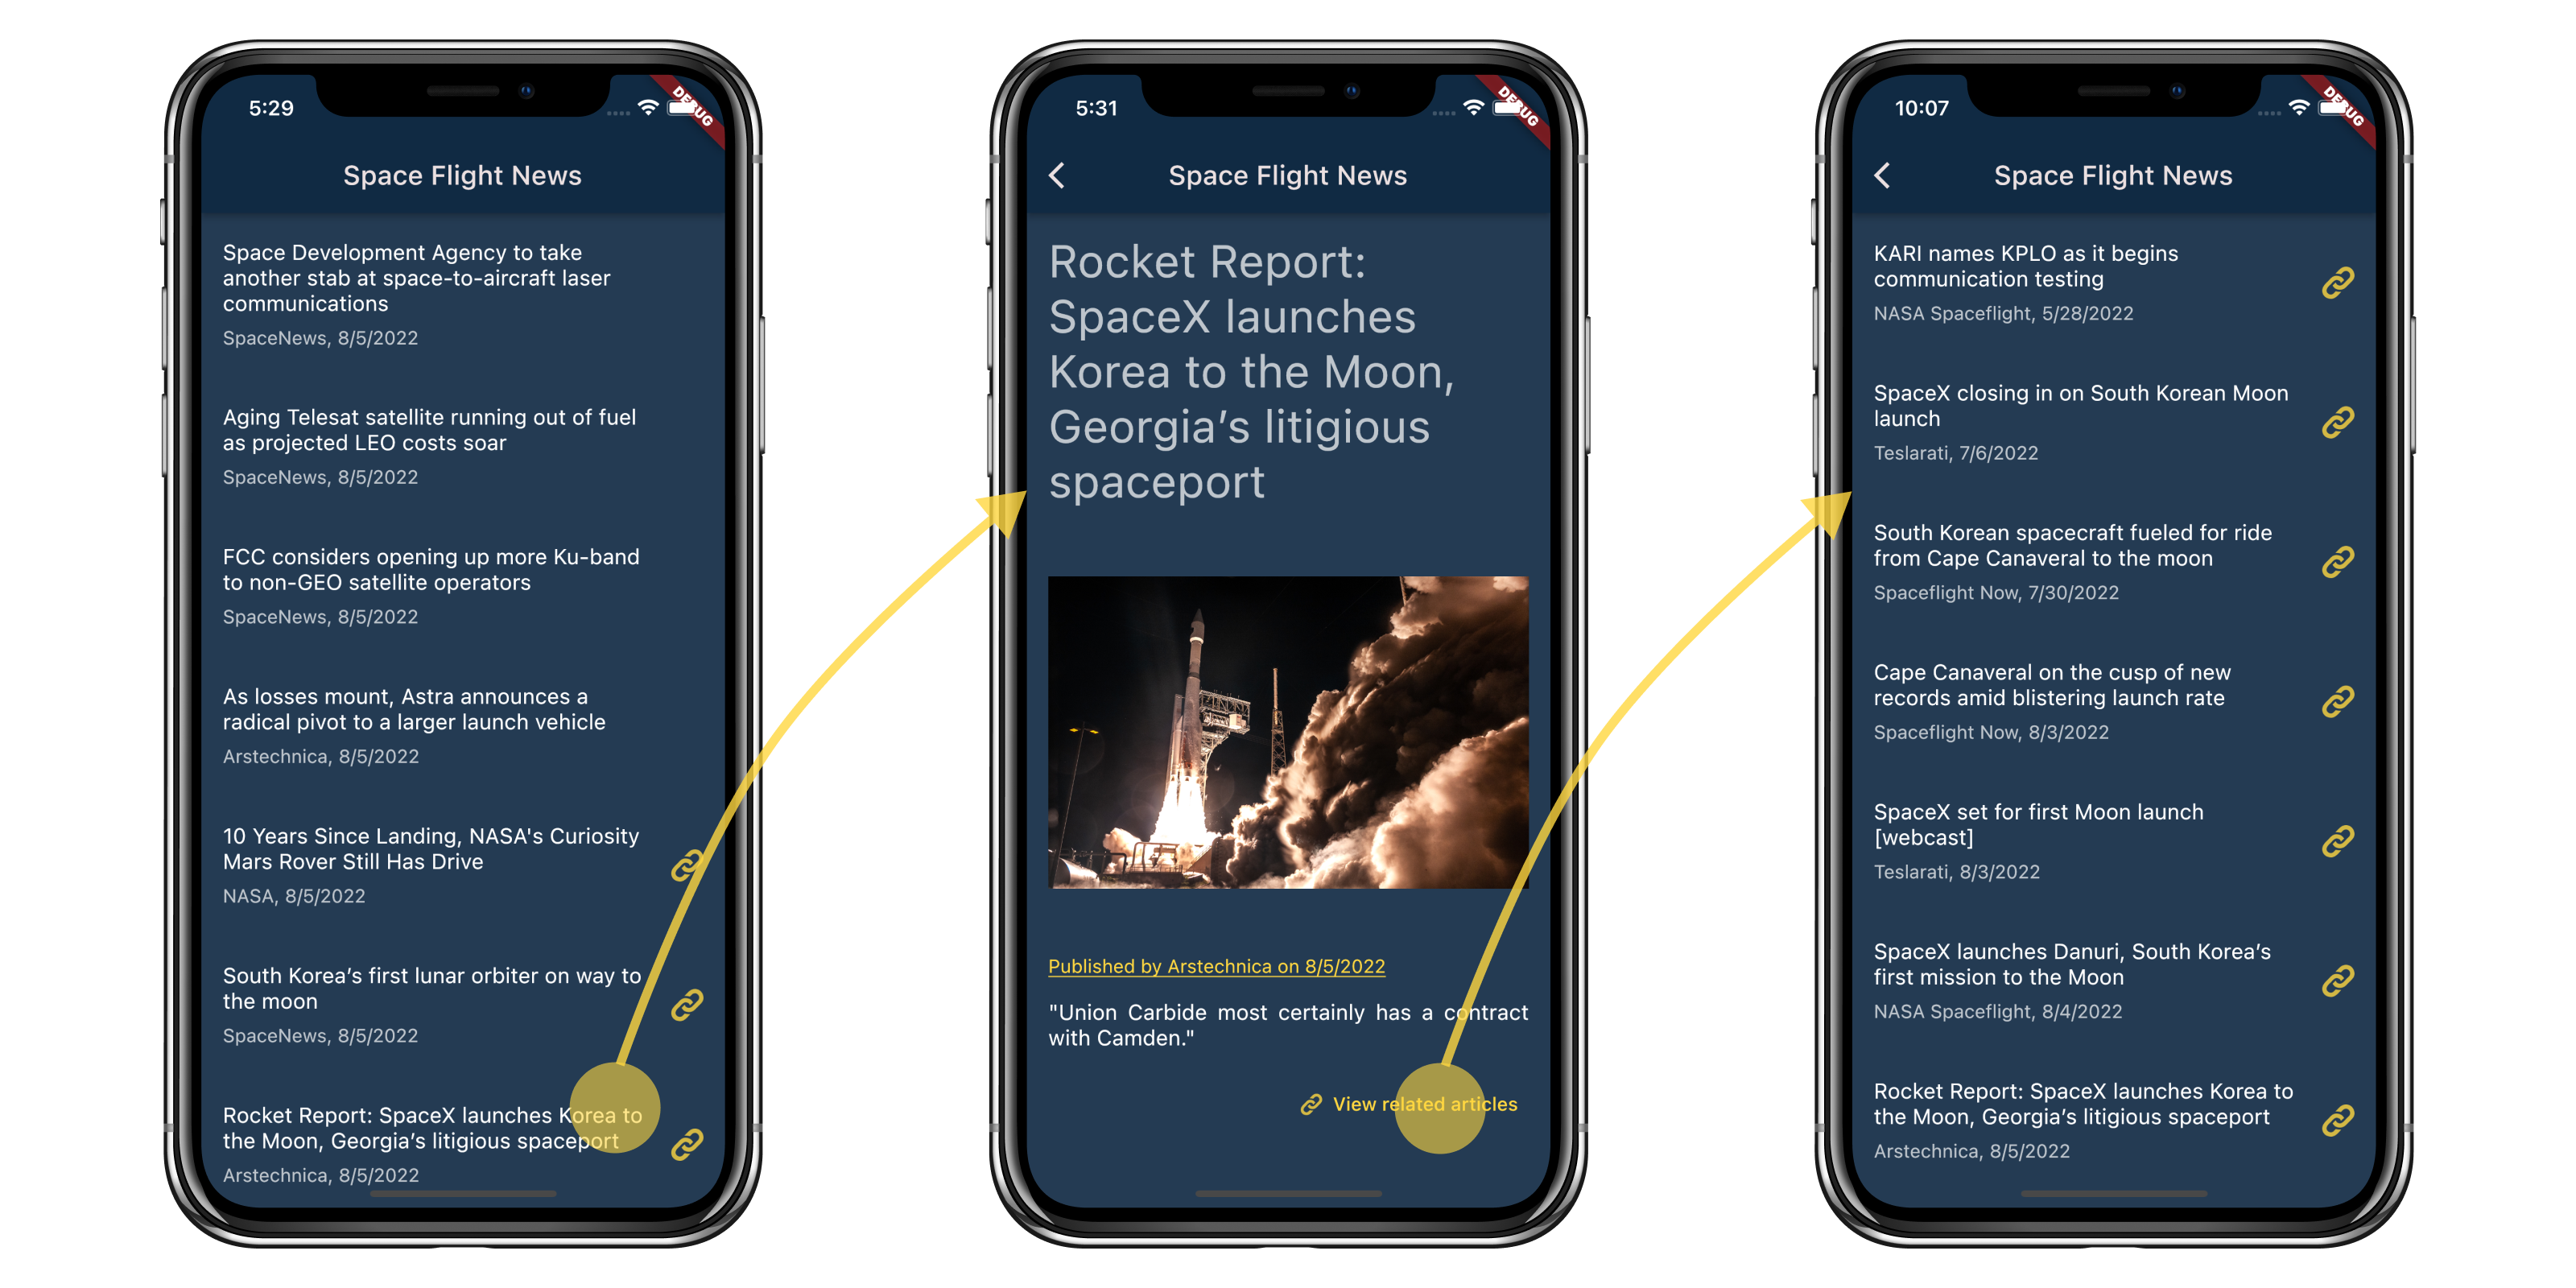 5:29
DEBUG
Space Flight News
Space Development Agency to take
another stab at space-to-aircraft laser
communications
SpaceNews, 8/5/2022
Aging Telesat satellite running out of fuel
as projected LEO costs soar
SpaceNews, 8/5/2022
FCC considers opening up more Ku-band
to non-GEO satellite operators
SpaceNews, 8/5/2022
As losses mount, Astra announces a
radical pivot to a larger launch vehicle
Arstechnica, 8/5/2022
10 Years Since Landing, NASA's Curiosity
Mars Rover Still Has Drive
NASA, 8/5/2022
South Korea’s first lunar orbiter on way to
the moon
SpaceNews, 8/5/2022
Rocket Report: SpaceX launches Korea to
the Moon, Georgia’s litigious spaceport
Arstechnica, 8/5/2022
5:31
DEBUG
Space Flight News
Rocket Report:
SpaceX launches
Korea to the Moon,
Georgia’s litigious
spaceport
Published by Arstechnica on 8/5/2022
"Union Carbide most certainly has a contract
with Camden."
View related articles
10:07
DEBUG
Space Flight News
KARI names KPLO as it begins
communication testing
NASA Spaceflight, 5/28/2022
SpaceX closing in on South Korean Moon
launch
Teslarati, 7/6/2022
South Korean spacecraft fueled for ride
from Cape Canaveral to the moon
Spaceflight Now, 7/30/2022
Cape Canaveral on the cusp of new
records amid blistering launch rate
Spaceflight Now, 8/3/2022
SpaceX set for first Moon launch
[webcast]
Teslarati, 8/3/2022
SpaceX launches Danuri, South Korea’s
first mission to the Moon
NASA Spaceflight, 8/4/2022
Rocket Report: SpaceX launches Korea to
the Moon, Georgia’s litigious spaceport
Arstechnica, 8/5/2022